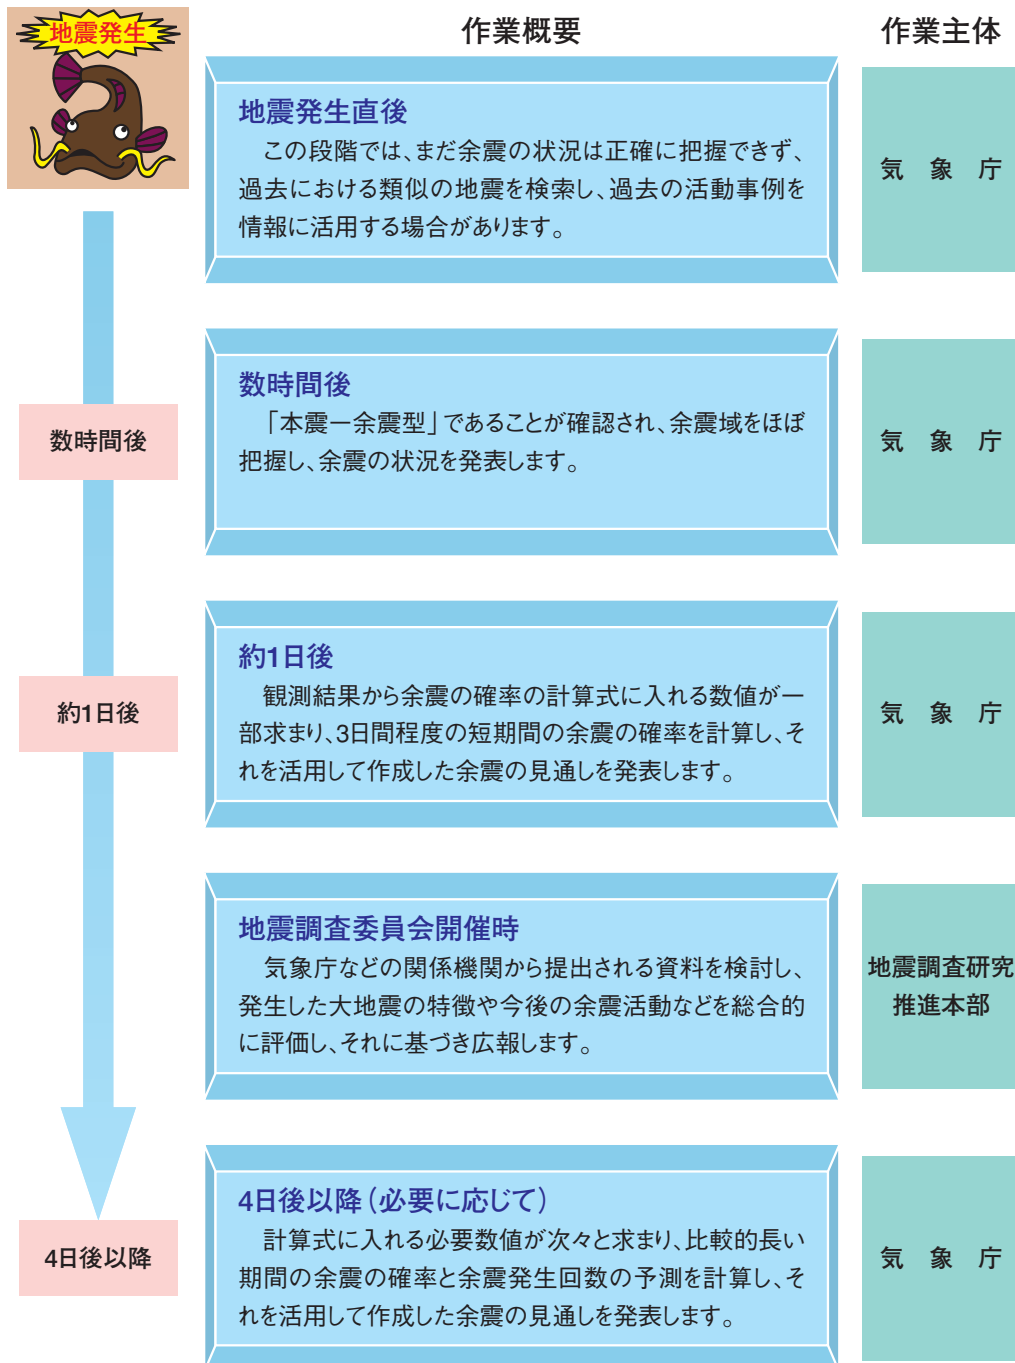 地震発生
作業概要
作業主体
地震発生直後
この段階では、まだ余震の状況は正確に把握できず、
過去における類似の地震を検索し、過去の活動事例を
情報に活用する場合があります。
気象庁
数時間後
数時間後
「本震ー余震型」であることが確認され、余震域をほぼ
把握し、余震の状況を発表します。
気象庁
約1日後
約1日後
観測結果から余震の確率の計算式に入れる数値が一
部求まり、3日間程度の短期間の余震の確率を計算し、そ
れを活用して作成した余震の見通しを発表します。
気象庁
地震調査委員会開催時
気象庁などの関係機関から提出される資料を検討し、
発生した大地震の特徴や今後の余震活動などを総合的
に評価し、それに基づき広報します。
地震調査研究
推進本部
4日後以降
4日後以降（必要に応じて）
計算式に入れる必要数値が次々と求まり、比較的長い
期間の余震の確率と余震発生回数の予測を計算し、そ
れを活用して作成した余震の見通しを発表します。
気象庁